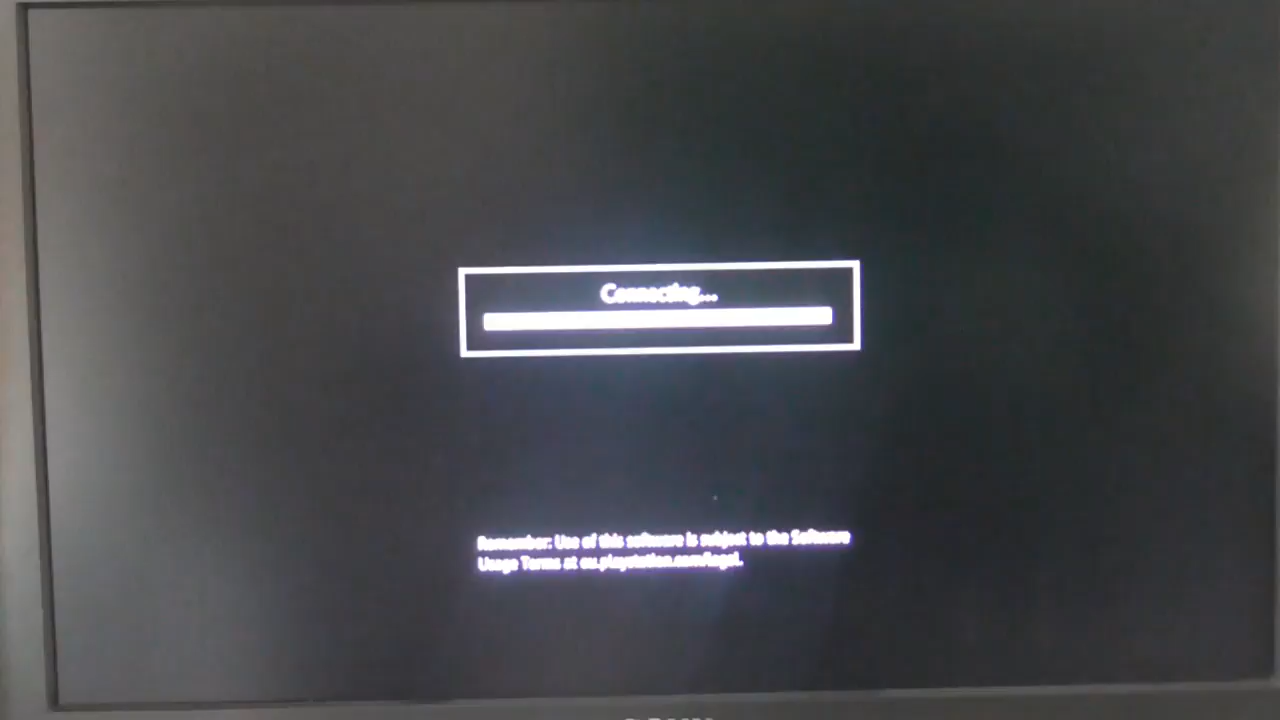 Connecting...
Remember: Use of this software is subject to the Software
Usage Terms at eu.playstation.com/legal.